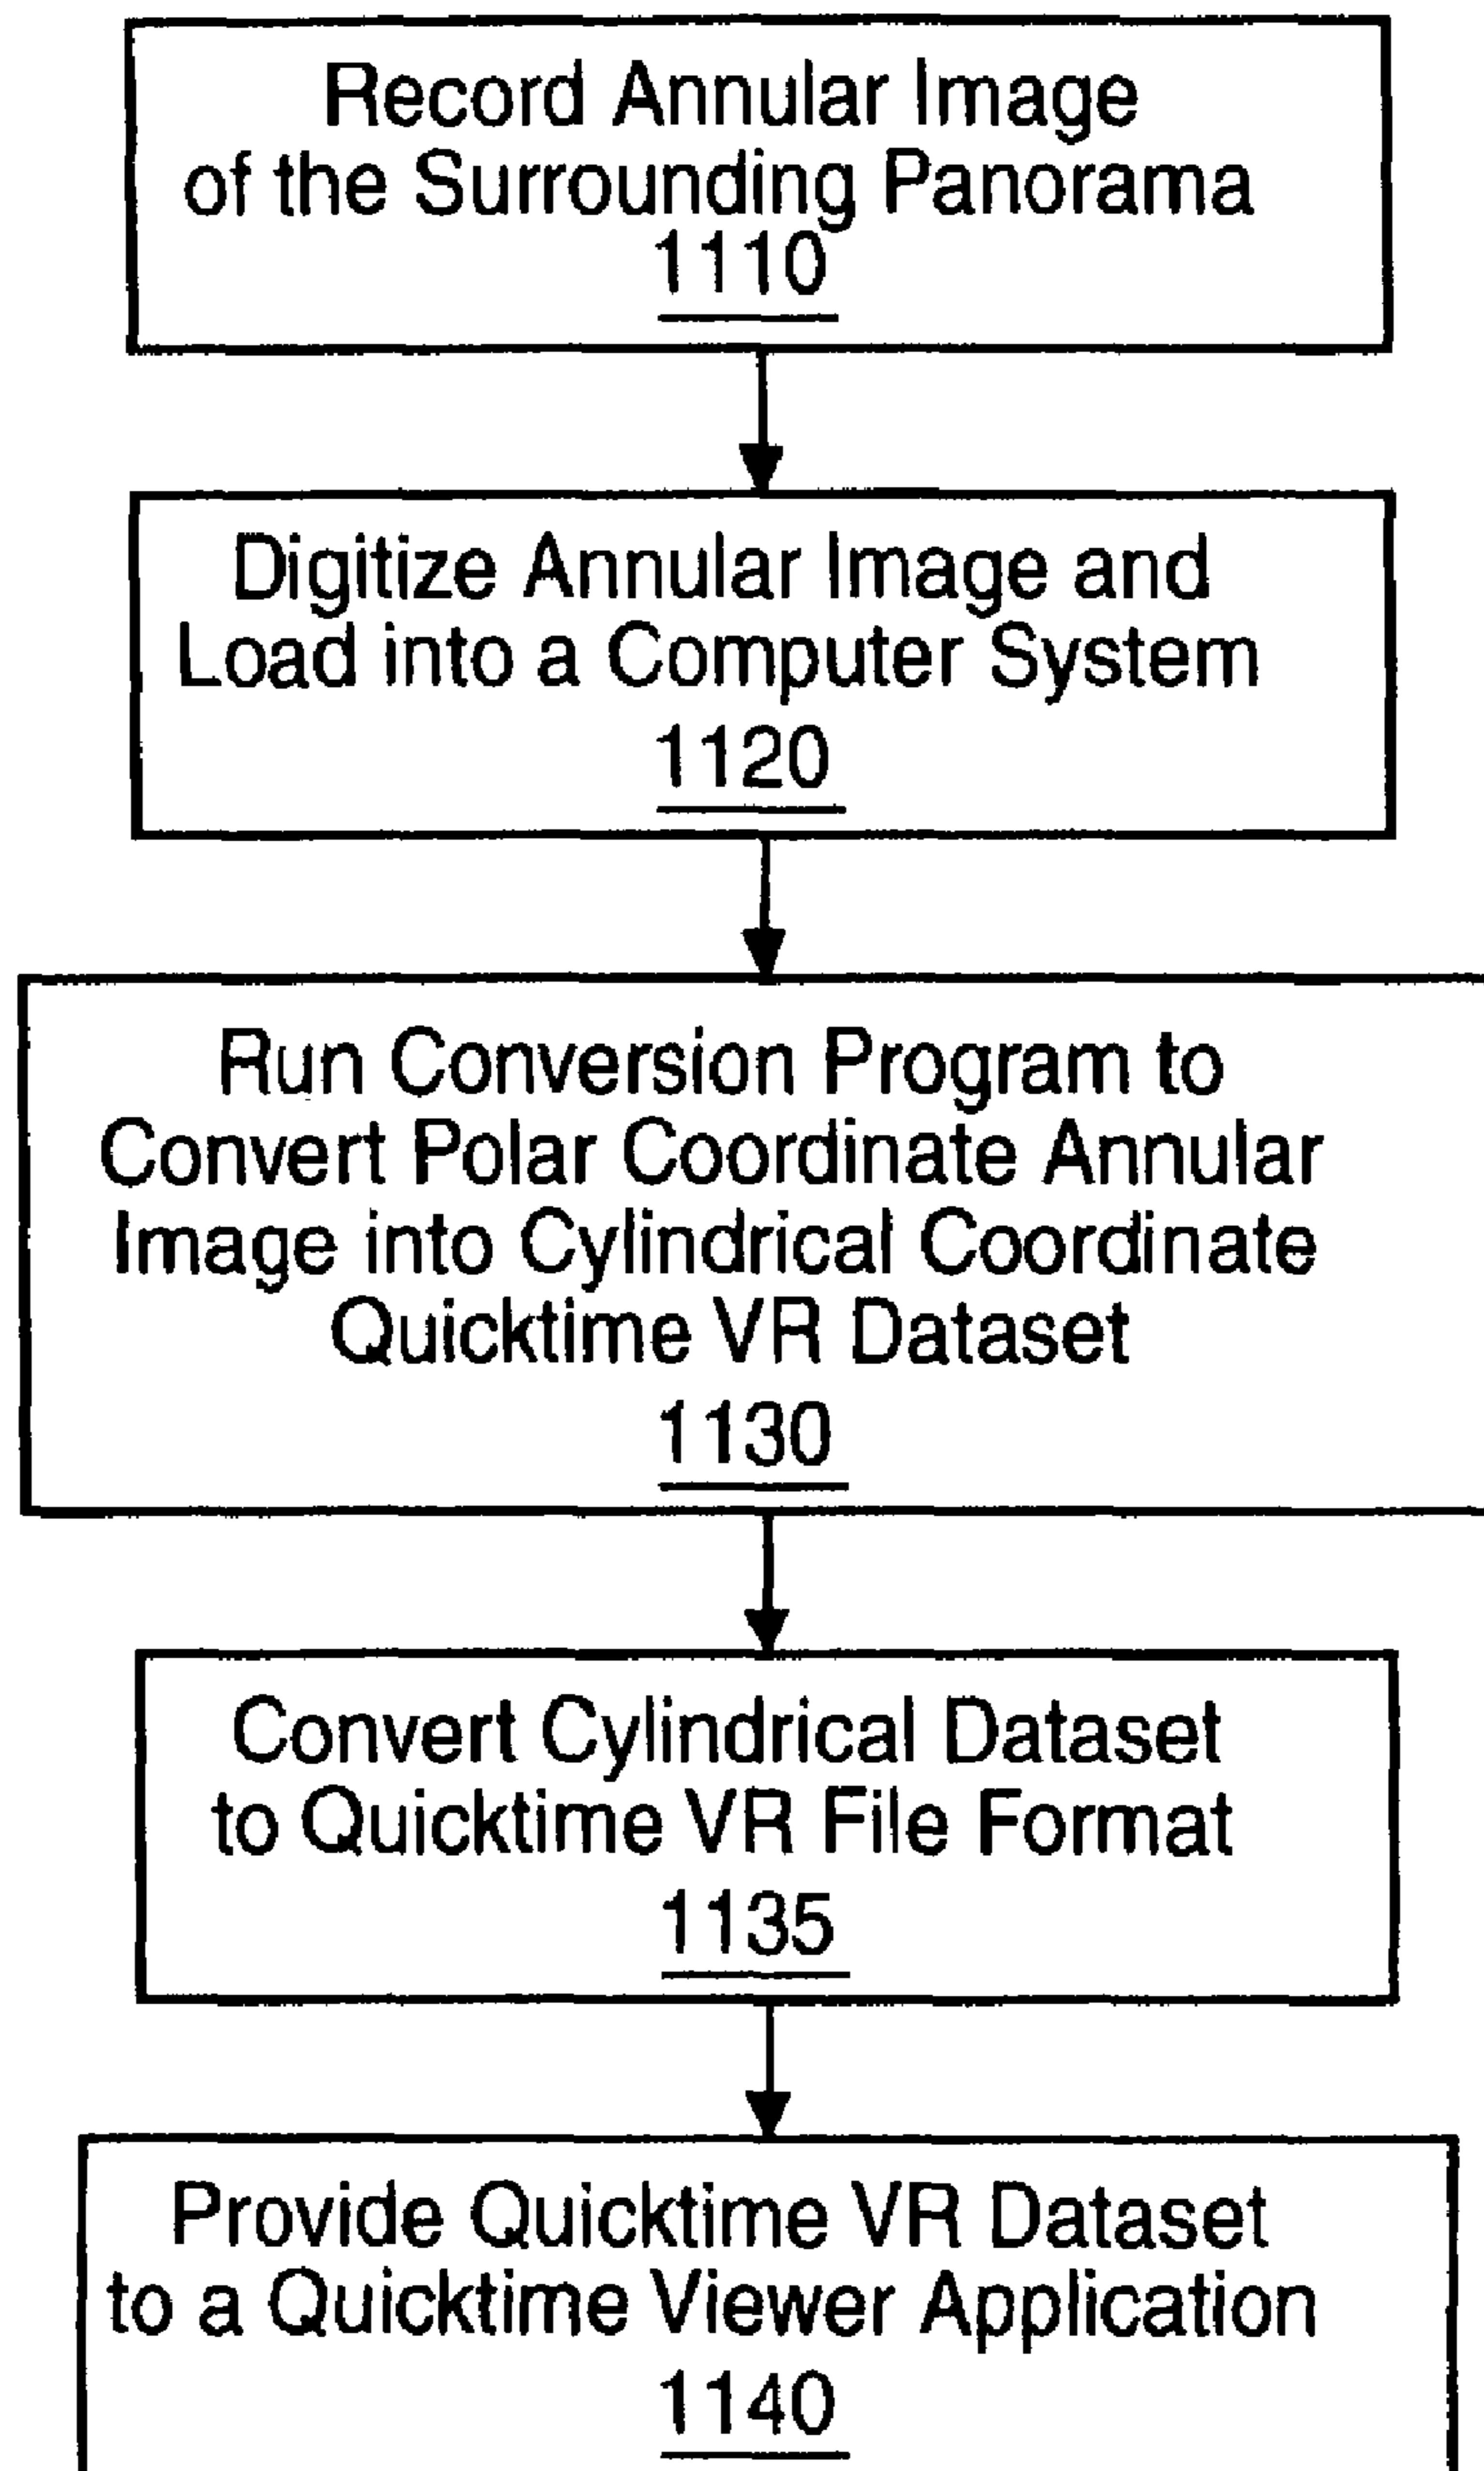 Record Annular Image
of the Surrounding Panorama
1110
Digitize Annular Image and
Load into a Computer System
1120
Run Conversion Program to
Convert Polar Coordinate Annular
Image into Cylindrical Coordinate
Quicktime VR Dataset
1130
Convert Cylindrical Dataset
to Quicktime VR File Format
1135
Provide Quicktime VR Dataset
to a Quicktime Viewer Application
1140